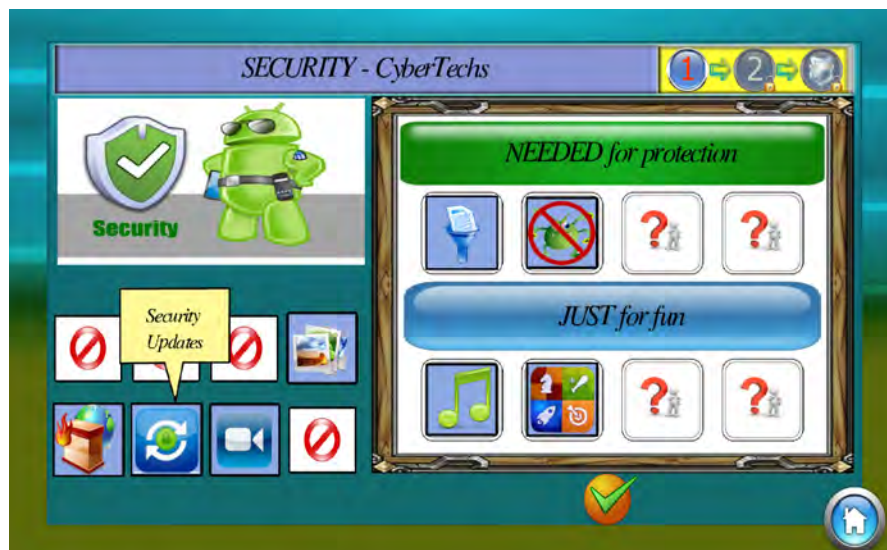 SECURITY - CyberTechs
1
2
NEEDED for protection
Security
? ?
JUST for fun
Security
Updates
? ?